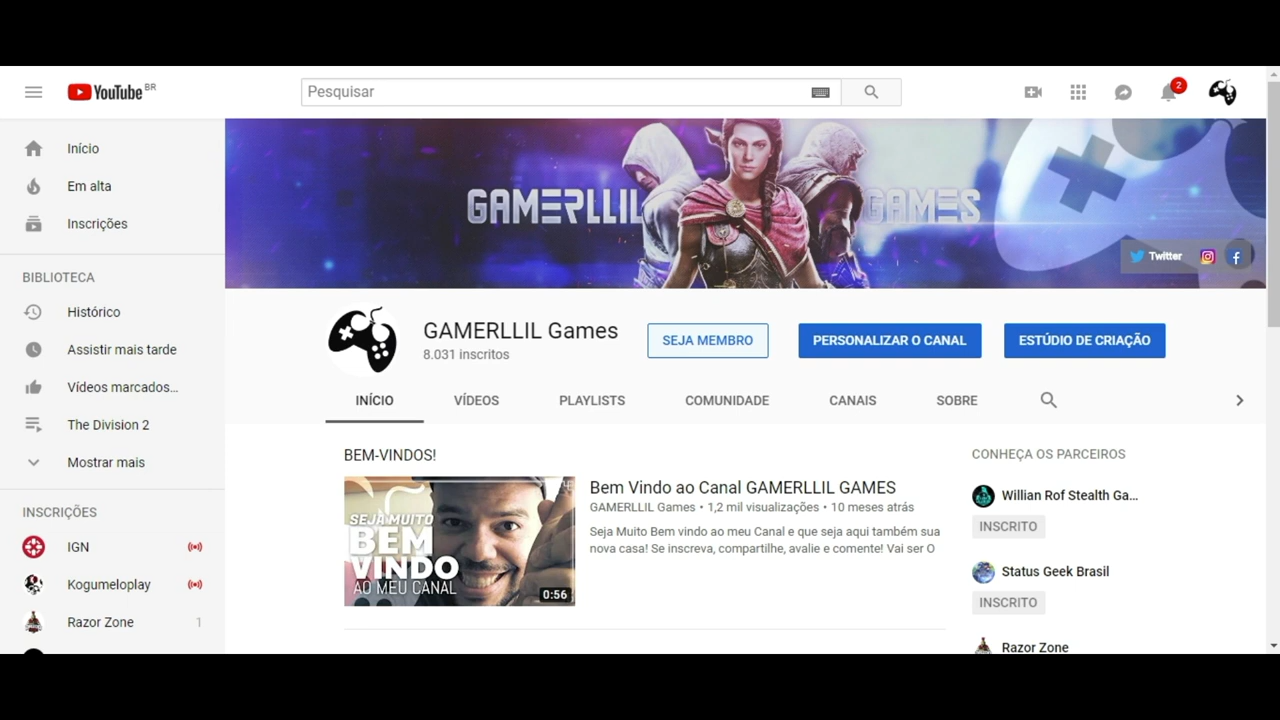 YouTube BR
Pesquisar
2
Início
Em alta
Inscrições
BIBLIOTECA
Histórico
Assistir mais tarde
Vídeos marcados...
The Division 2
Mostrar mais
INSCRIÇÕES
IGN
Kogumeloplay
Razor Zone 1
GAMERLLIL GAMES
Twitter
GAMERLLIL Games
8.031 inscritos
SEJA MEMBRO
PERSONALIZAR O CANAL
ESTÚDIO DE CRIAÇÃO
INÍCIO VÍDEOS PLAYLISTS COMUNIDADE CANAIS SOBRE
BEM-VINDOS!
SEJA MUITO
BEM
VINDO
AO MEU CANAL
0:56
Bem Vindo ao Canal GAMERLLIL GAMES
GAMERLLIL Games • 1,2 mil visualizações • 10 meses atrás
Seja Muito Bem vindo ao meu Canal e que seja aqui também sua
nova casa! Se inscreva, compartilhe, avalie e comente! Vai ser O
CONHEÇA OS PARCEIROS
Willian Rof Stealth Ga...
INSCRITO
Status Geek Brasil
INSCRITO
Razor Zone